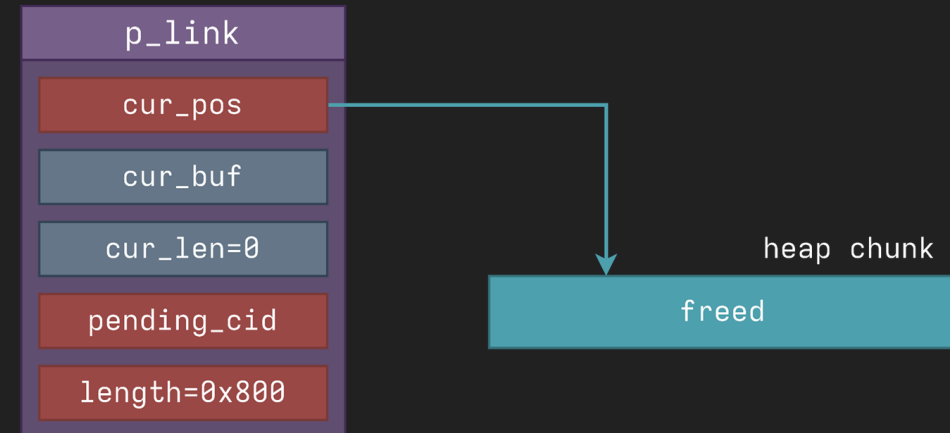 p_link
cur_pos
cur_buf
cur_len=0
pending_cid
length=0x800
heap chunk
freed